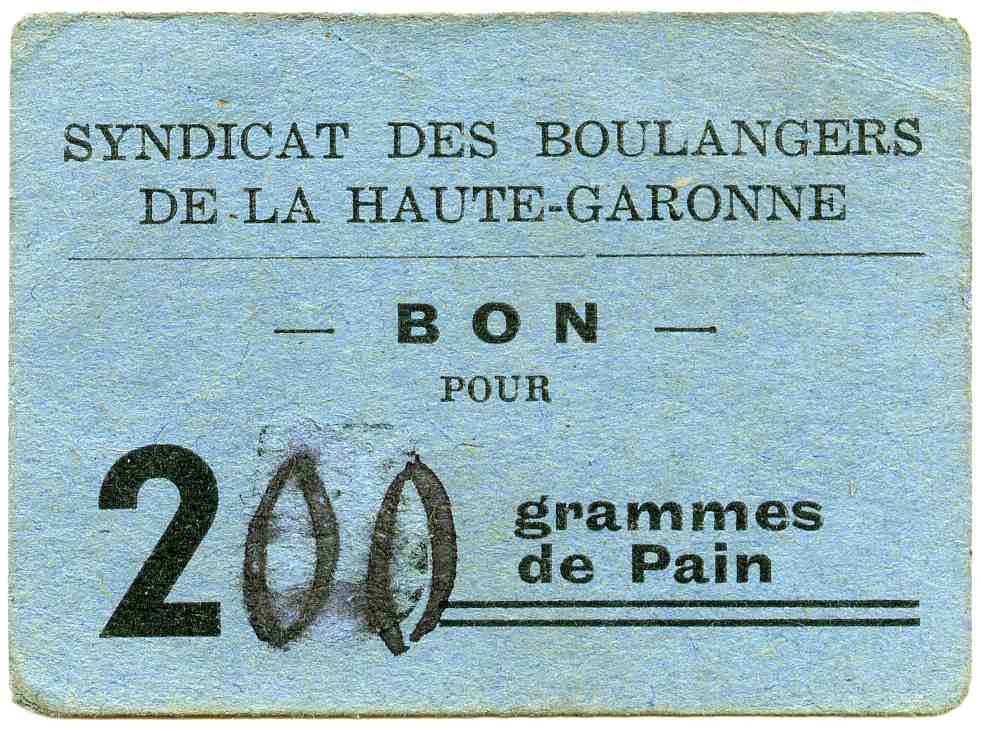 SYNDICAT DES BOULANGERS
DE LA HAUTE-GARONNE
— BON —
POUR
200 grammes
de Pain